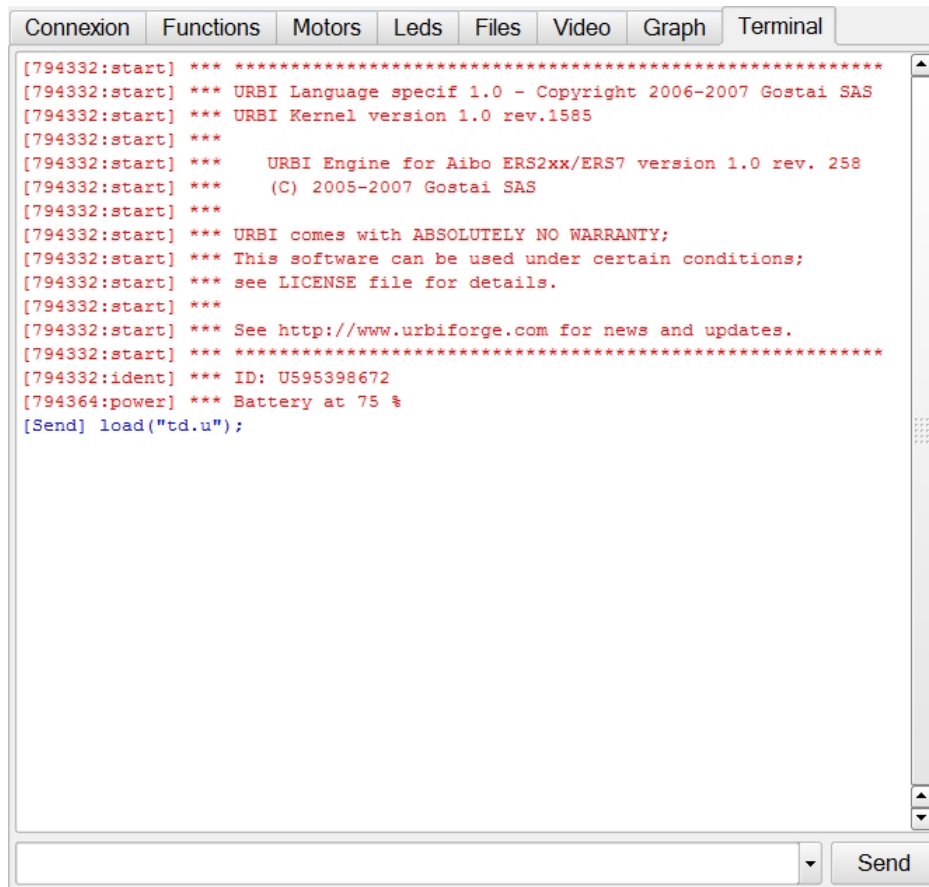 Connexion Functions Motors Leds Files Video Graph Terminal
[794332:start] *** **********************************************************
[794332:start] *** URBI Language specif 1.0 - Copyright 2006-2007 Gostai SAS
[794332:start] *** URBI Kernel version 1.0 rev.1585
[794332:start] ***
[794332:start] ***    URBI Engine for Aibo ERS2xx/ERS7 version 1.0 rev. 258
[794332:start] ***    (C) 2005-2007 Gostai SAS
[794332:start] ***
[794332:start] *** URBI comes with ABSOLUTELY NO WARRANTY;
[794332:start] *** This software can be used under certain conditions;
[794332:start] *** see LICENSE file for details.
[794332:start] ***
[794332:start] *** See http://www.urbiforge.com for news and updates.
[794332:start] *** **********************************************************
[794332:ident] *** ID: U595398672
[794364:power] *** Battery at 75 %
[Send] load("td.u");
Send